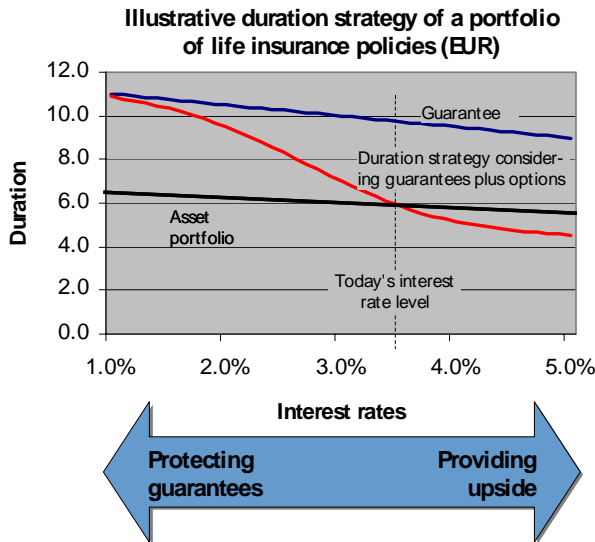 Illustrative duration strategy of a portfolio
of life insurance policies (EUR)
12.0
10.0
8.0
6.0
4.0
2.0
0.0
Duration
Guarantee
Duration strategy consider-
ing guarantees plus options
Asset
portfolio
Today's interest
rate level
1.0%
2.0%
3.0%
4.0%
5.0%
Interest rates
Protecting
guarantees
Providing
upside